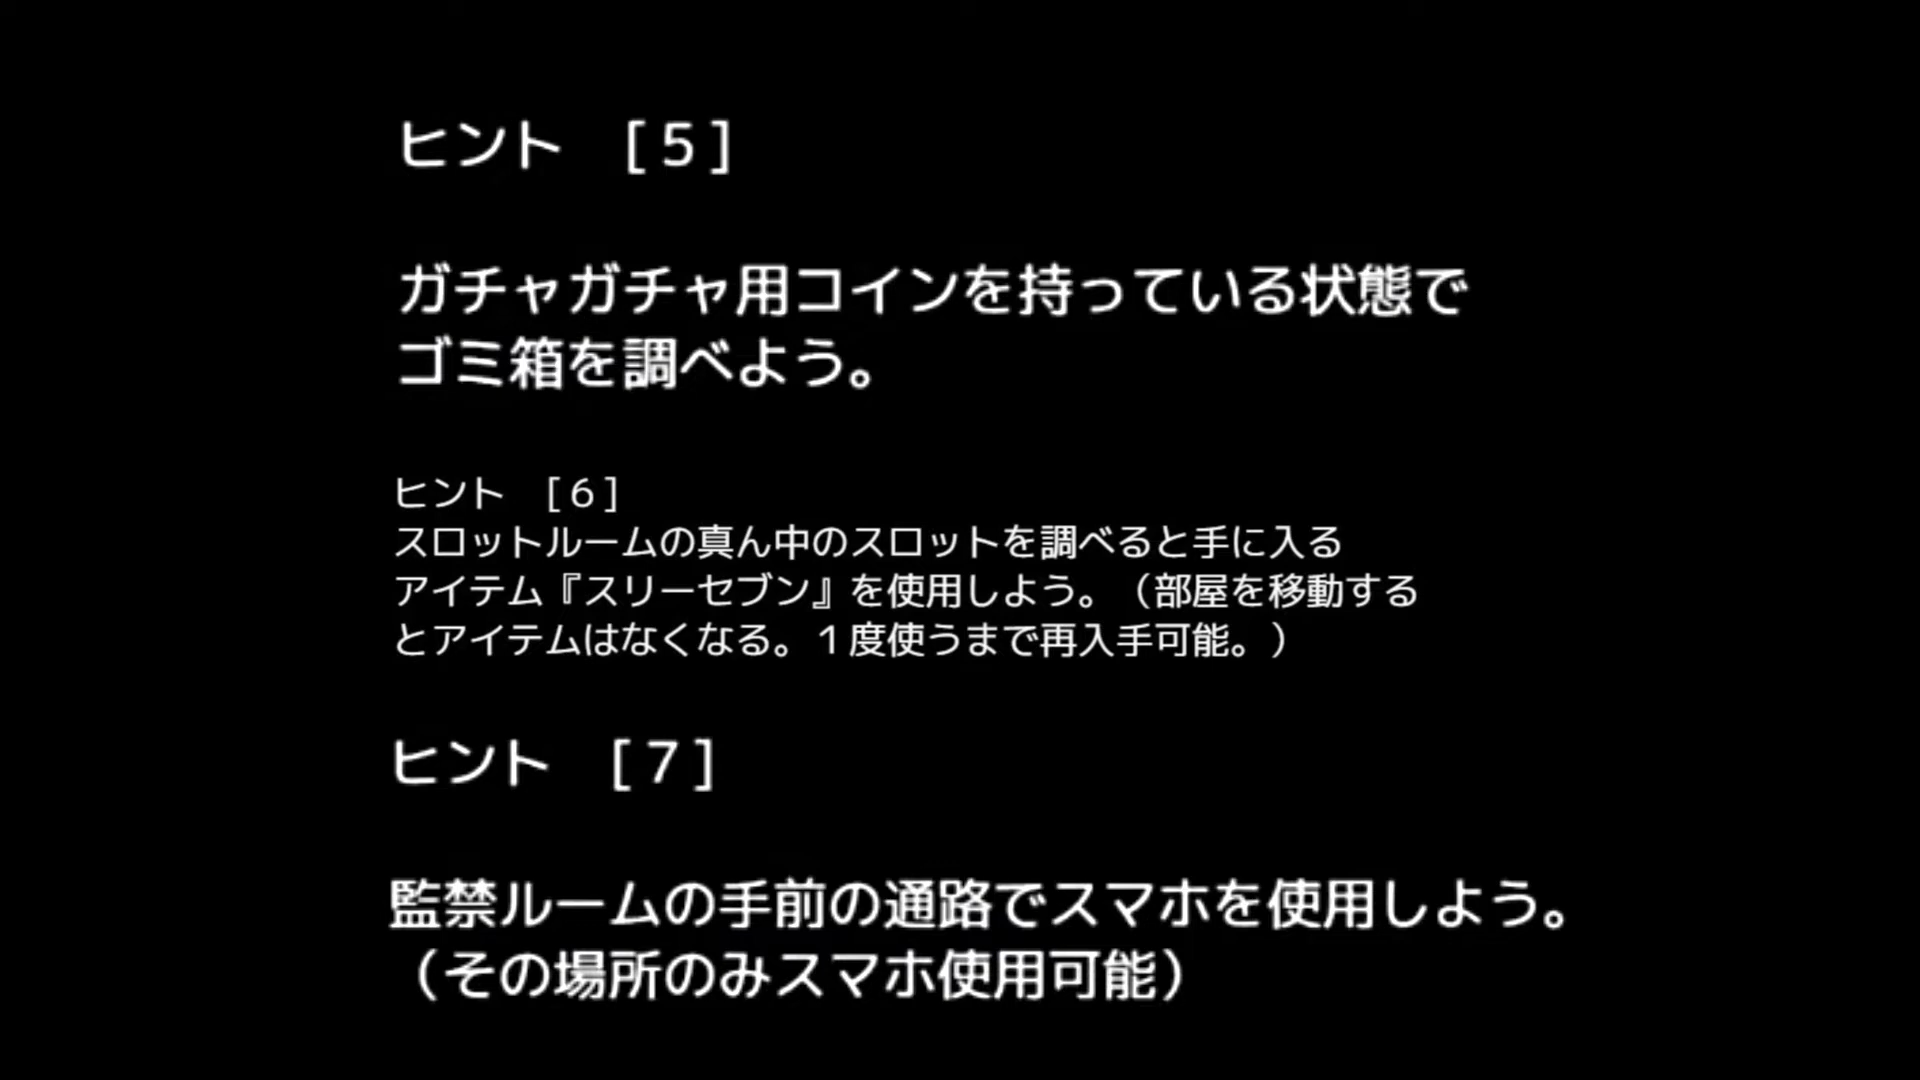 ヒント　[５]
ガチャガチャ用コインを持っている状態で
ゴミ箱を調べよう。
ヒント　[６]
スロットルームの真ん中のスロットを調べると手に入る
アイテム『スリーセブン』を使用しよう。（部屋を移動する
とアイテムはなくなる。１度使うまで再入手可能。）
ヒント　[７]
監禁ルームの手前の通路でスマホを使用しよう。
（その場所のみスマホ使用可能）